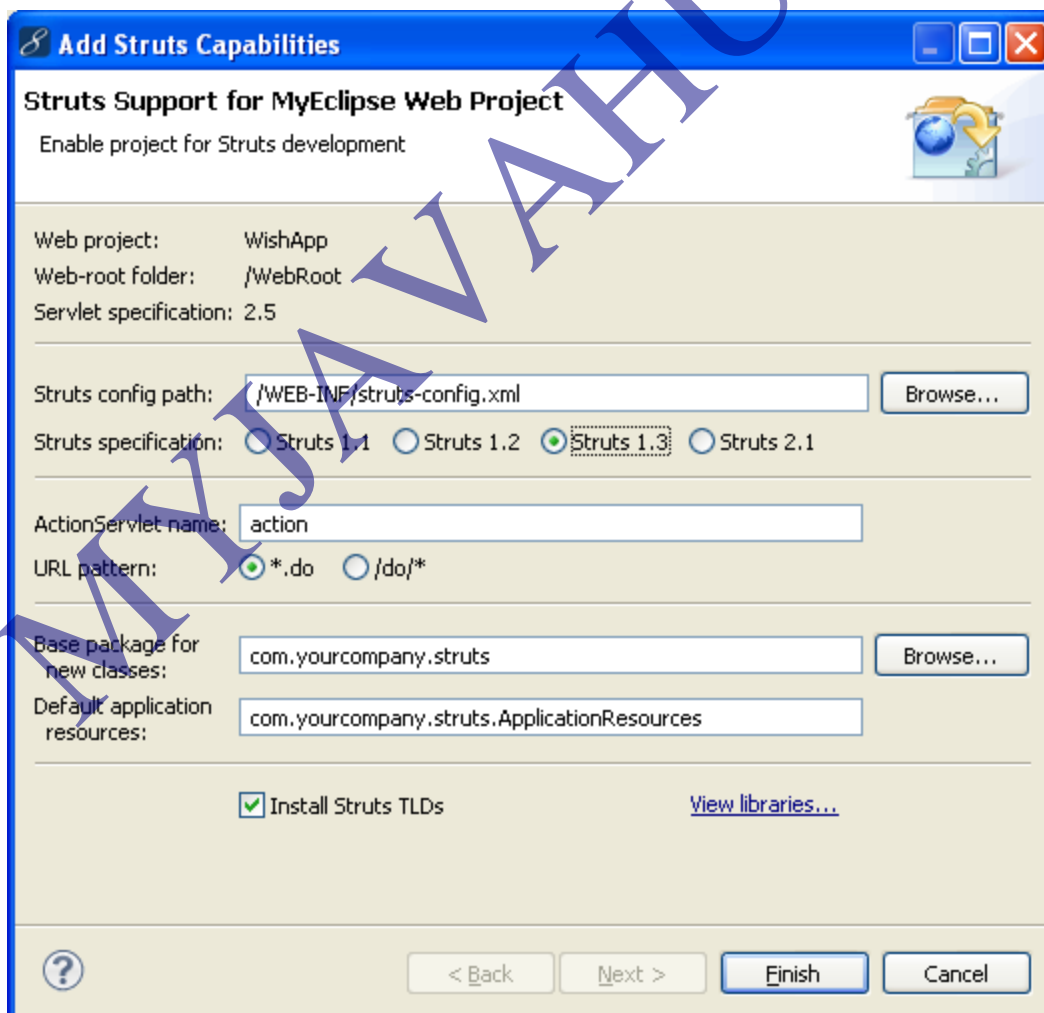 Add Struts Capabilities
Struts Support for MyEclipse Web Project
Enable project for Struts development
Web project: WishApp
Web-root folder: /WebRoot
Servlet specification: 2.5
Struts config path: /WEB-INF/struts-config.xml Browse...
Struts specification: Struts 1.1 Struts 1.2 Struts 1.3 Struts 2.1
ActionServlet name: action
URL pattern: *.do /do/*
Base package for
new classes: com.yourcompany.struts Browse...
Default application
resources: com.yourcompany.struts.ApplicationResources
Install Struts TLDs View libraries...
? < Back Next > Finish Cancel
MYJAVAHU